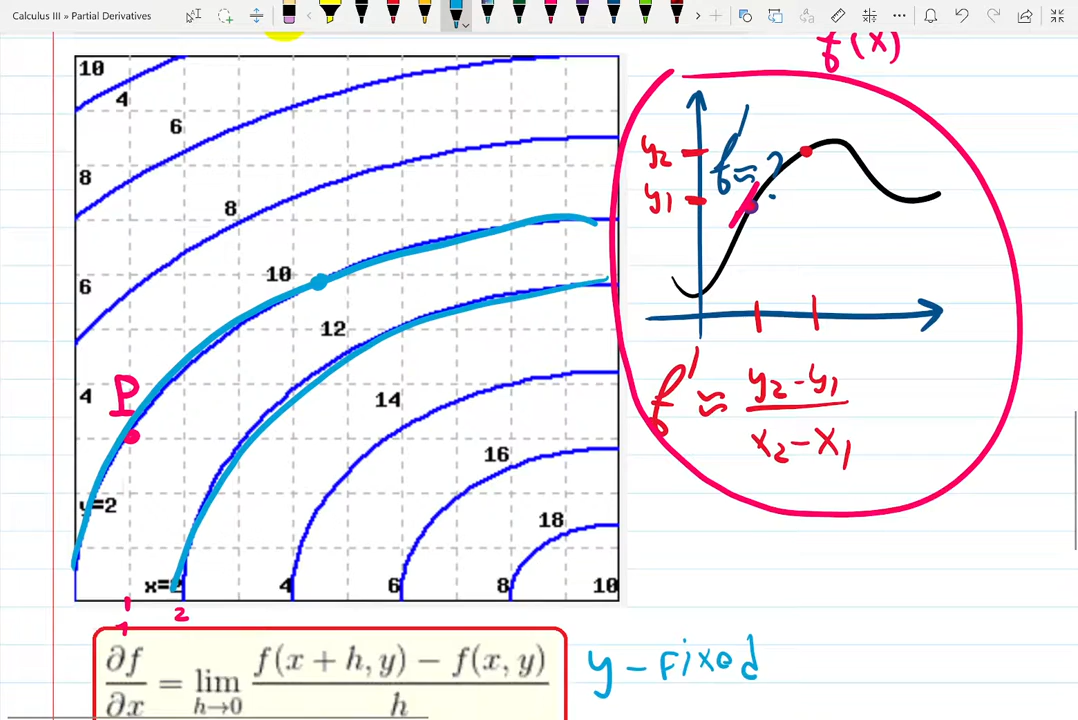 Calculus III » Partial Derivatives
f(x)
10
4
6
8
8
10
6
12
4
14
16
18
y=2
x=2
4
6
8
10
P
1
2
y2
y1
f' ≈ ?
f' ≈ y2 - y1 / x2 - x1
∂f/∂x = lim h→0 f(x + h, y) − f(x, y) / h
y - fixed